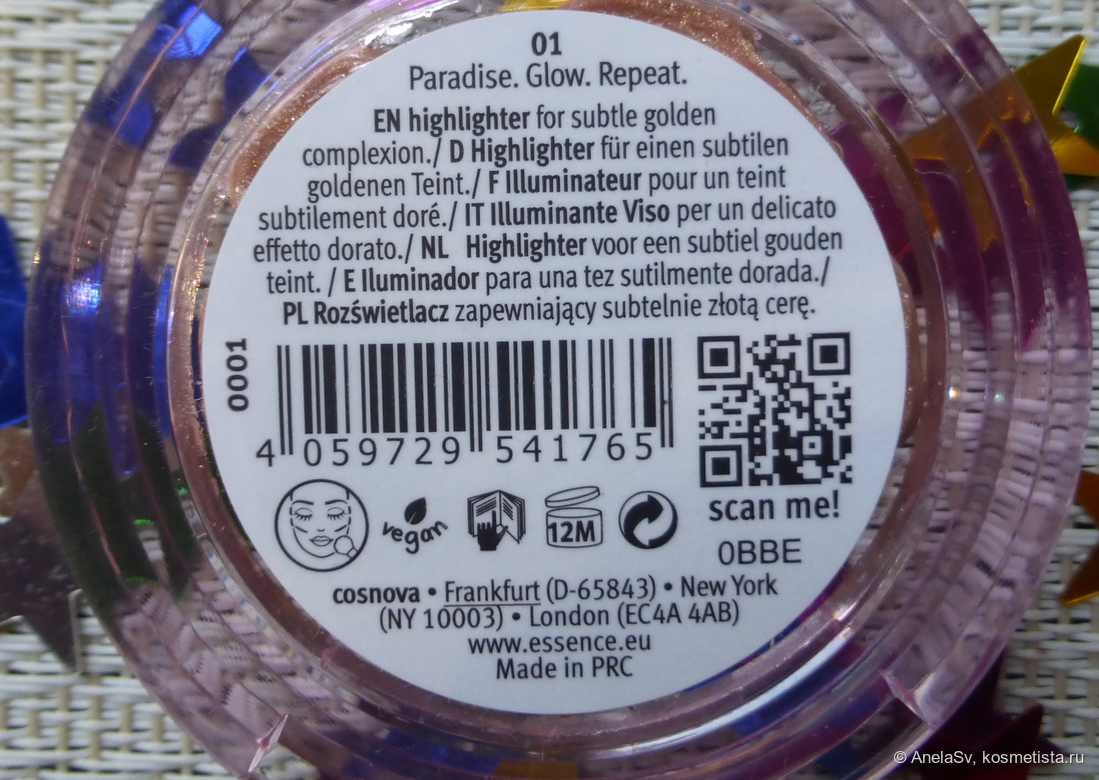 01
Paradise. Glow. Repeat.
EN highlighter for subtle golden
complexion./ D Highlighter für einen subtilen
goldenen Teint./ F Illuminateur pour un teint
subtilement doré./ IT Illuminante Viso per un delicato
effetto dorato./ NL Highlighter voor een subtiel gouden
teint. / E Iluminador para una tez sutilmente dorada./
PL Rozświetlacz zapewniający subtelnie złotą cerę.
0001
4 059729 541765
scan me!
vegan
12M
0BBE
cosnova • Frankfurt (D-65843) • New York
(NY 10003) • London (EC4A 4AB)
www.essence.eu
Made in PRC
© AnelaSv, kosmetista.ru